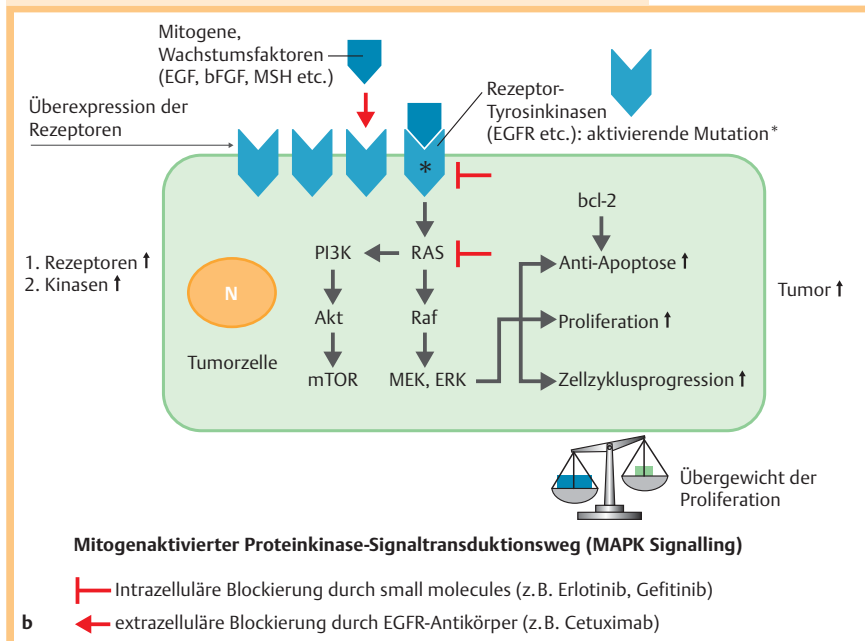 Mitogene,
Wachstumsfaktoren
(EGF, bFGF, MSH etc.)
Überexpression der
Rezeptoren
Rezeptor-
Tyrosinkinasen
(EGFR etc.): aktivierende Mutation*
*
bcl-2
1. Rezeptoren ↑
2. Kinasen ↑
PI3K
RAS
Anti-Apoptose ↑
Tumor ↑
N
Akt
Raf
Proliferation ↑
Tumorzelle
mTOR
MEK, ERK
Zellzyklusprogression ↑
Übergewicht der
Proliferation
Mitogenaktivierter Proteinkinase-Signaltransduktionsweg (MAPK Signalling)
Intrazelluläre Blockierung durch small molecules (z. B. Erlotinib, Gefitinib)
b extrazelluläre Blockierung durch EGFR-Antikörper (z. B. Cetuximab)